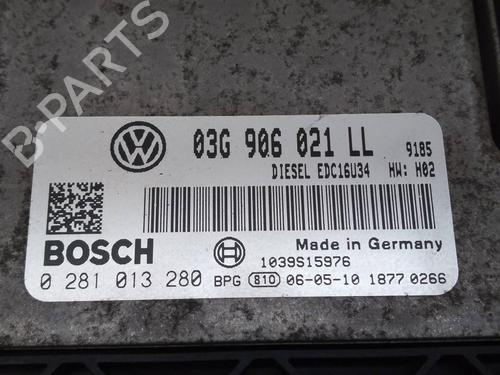 B-PARTS
03G 906 021 LL 9185
DIESEL EDC16U34 HW: H02
BOSCH
Made in Germany
1039S15976
0 281 013 280 BPG 810 06-05-10 1877 0266